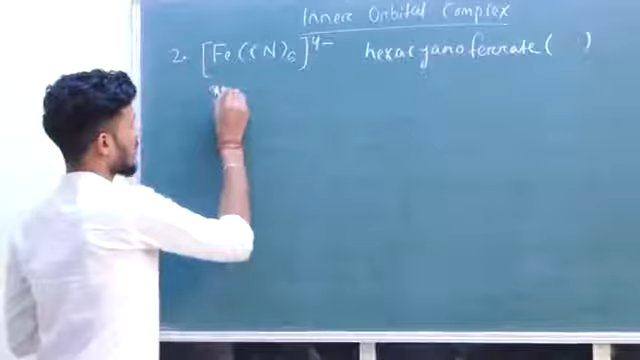 Inner Orbital Complex
2. [Fe(CN)6]4- hexacyanoferrate( )